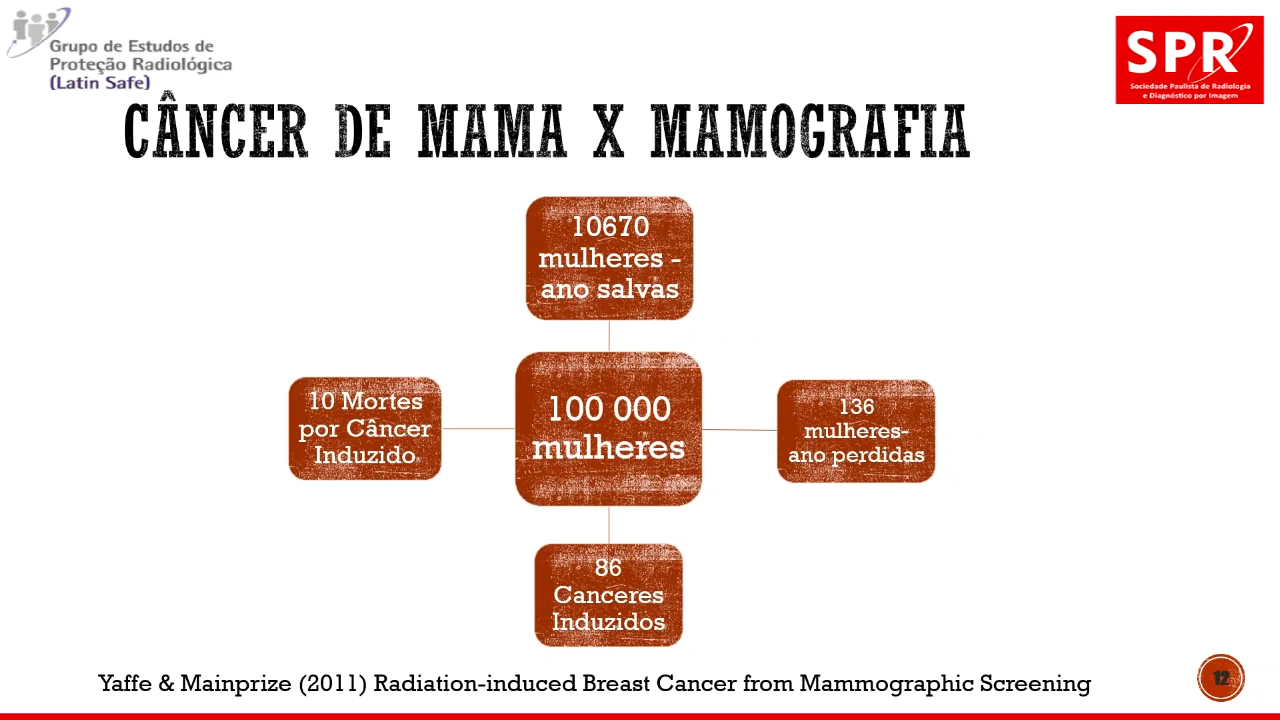 Grupo de Estudos de
Proteção Radiológica
(Latin Safe)
SPR
Sociedade Paulista de Radiologia
e Diagnóstico por Imagem
CÂNCER DE MAMA X MAMOGRAFIA
10670
mulheres -
ano salvas
10 Mortes
por Câncer
Induzido
100 000
mulheres
136
mulheres-
ano perdidas
86
Canceres
Induzidos
Yaffe & Mainprize (2011) Radiation-induced Breast Cancer from Mammographic Screening
12